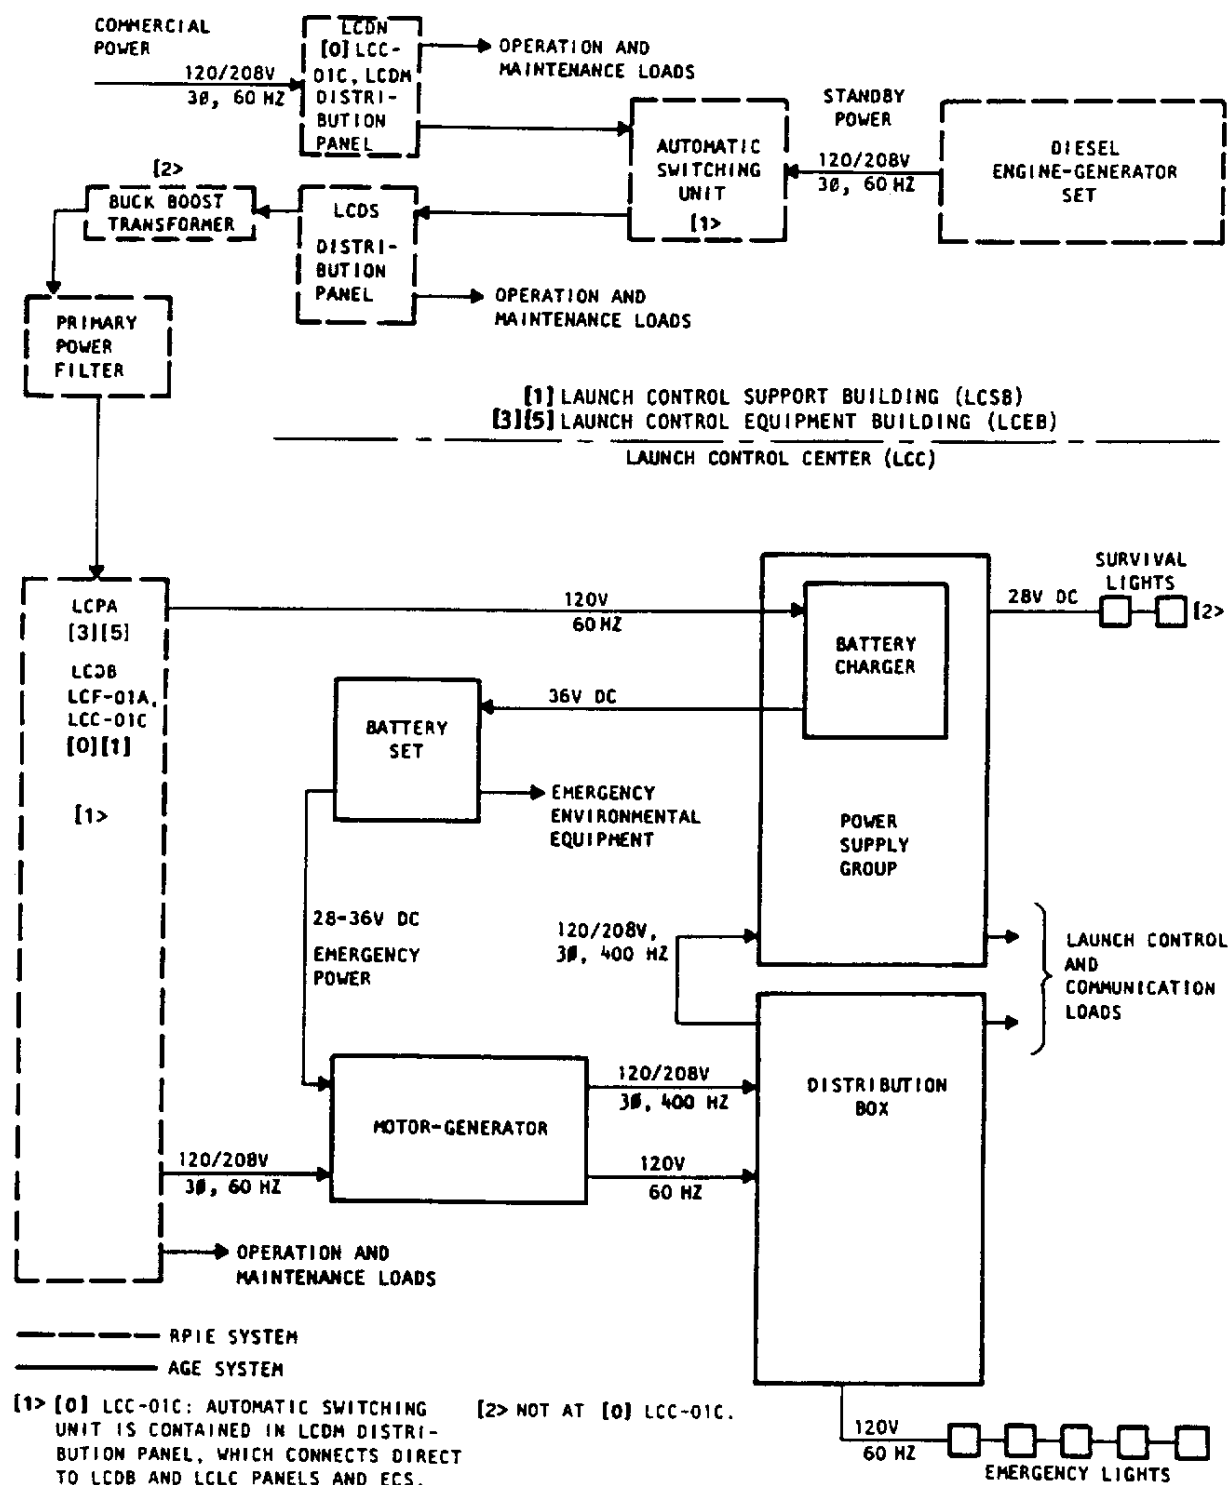 COMMERCIAL
POWER
120/208V
3Ø, 60 HZ
LCDN
[0] LCC-
01C, LCDM
DISTRI-
BUTION
PANEL
OPERATION AND
MAINTENANCE LOADS
AUTOMATIC
SWITCHING
UNIT
[1>
STANDBY
POWER
120/208V
3Ø, 60 HZ
DIESEL
ENGINE-GENERATOR
SET
[2>
BUCK BOOST
TRANSFORMER
LCDS
DISTRI-
BUTION
PANEL
OPERATION AND
MAINTENANCE LOADS
PRIMARY
POWER
FILTER
[1] LAUNCH CONTROL SUPPORT BUILDING (LCSB)
[3][5] LAUNCH CONTROL EQUIPMENT BUILDING (LCEB)
LAUNCH CONTROL CENTER (LCC)
LCPA
[3][5]
LCDB
LCF-01A,
LCC-01C
[0][1]
[1>
120V
60 HZ
BATTERY
CHARGER
28V DC
SURVIVAL
LIGHTS
[2>
36V DC
BATTERY
SET
EMERGENCY
ENVIRONMENTAL
EQUIPMENT
POWER
SUPPLY
GROUP
28-36V DC
EMERGENCY
POWER
120/208V,
3Ø, 400 HZ
LAUNCH CONTROL
AND
COMMUNICATION
LOADS
MOTOR-GENERATOR
120/208V
3Ø, 400 HZ
DISTRIBUTION
BOX
120/208V
3Ø, 60 HZ
120V
60 HZ
OPERATION AND
MAINTENANCE LOADS
RPIE SYSTEM
AGE SYSTEM
[1> [0] LCC-01C: AUTOMATIC SWITCHING
UNIT IS CONTAINED IN LCDM DISTRI-
BUTION PANEL, WHICH CONNECTS DIRECT
TO LCDB AND LCLC PANELS AND ECS.
[2> NOT AT [0] LCC-01C.
120V
60 HZ
EMERGENCY LIGHTS